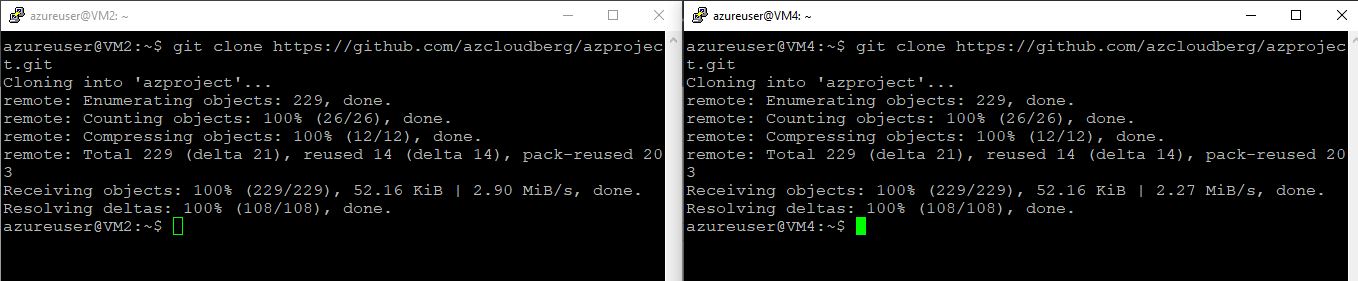 azureuser@VM2: ~
azureuser@VM2:~$ git clone https://github.com/azcloudberg/azprojec
t.git
Cloning into 'azproject'...
remote: Enumerating objects: 229, done.
remote: Counting objects: 100% (26/26), done.
remote: Compressing objects: 100% (12/12), done.
remote: Total 229 (delta 21), reused 14 (delta 14), pack-reused 20
3
Receiving objects: 100% (229/229), 52.16 KiB | 2.90 MiB/s, done.
Resolving deltas: 100% (108/108), done.
azureuser@VM2:~$
azureuser@VM4: ~
azureuser@VM4:~$ git clone https://github.com/azcloudberg/azprojec
t.git
Cloning into 'azproject'...
remote: Enumerating objects: 229, done.
remote: Counting objects: 100% (26/26), done.
remote: Compressing objects: 100% (12/12), done.
remote: Total 229 (delta 21), reused 14 (delta 14), pack-reused 20
3
Receiving objects: 100% (229/229), 52.16 KiB | 2.27 MiB/s, done.
Resolving deltas: 100% (108/108), done.
azureuser@VM4:~$